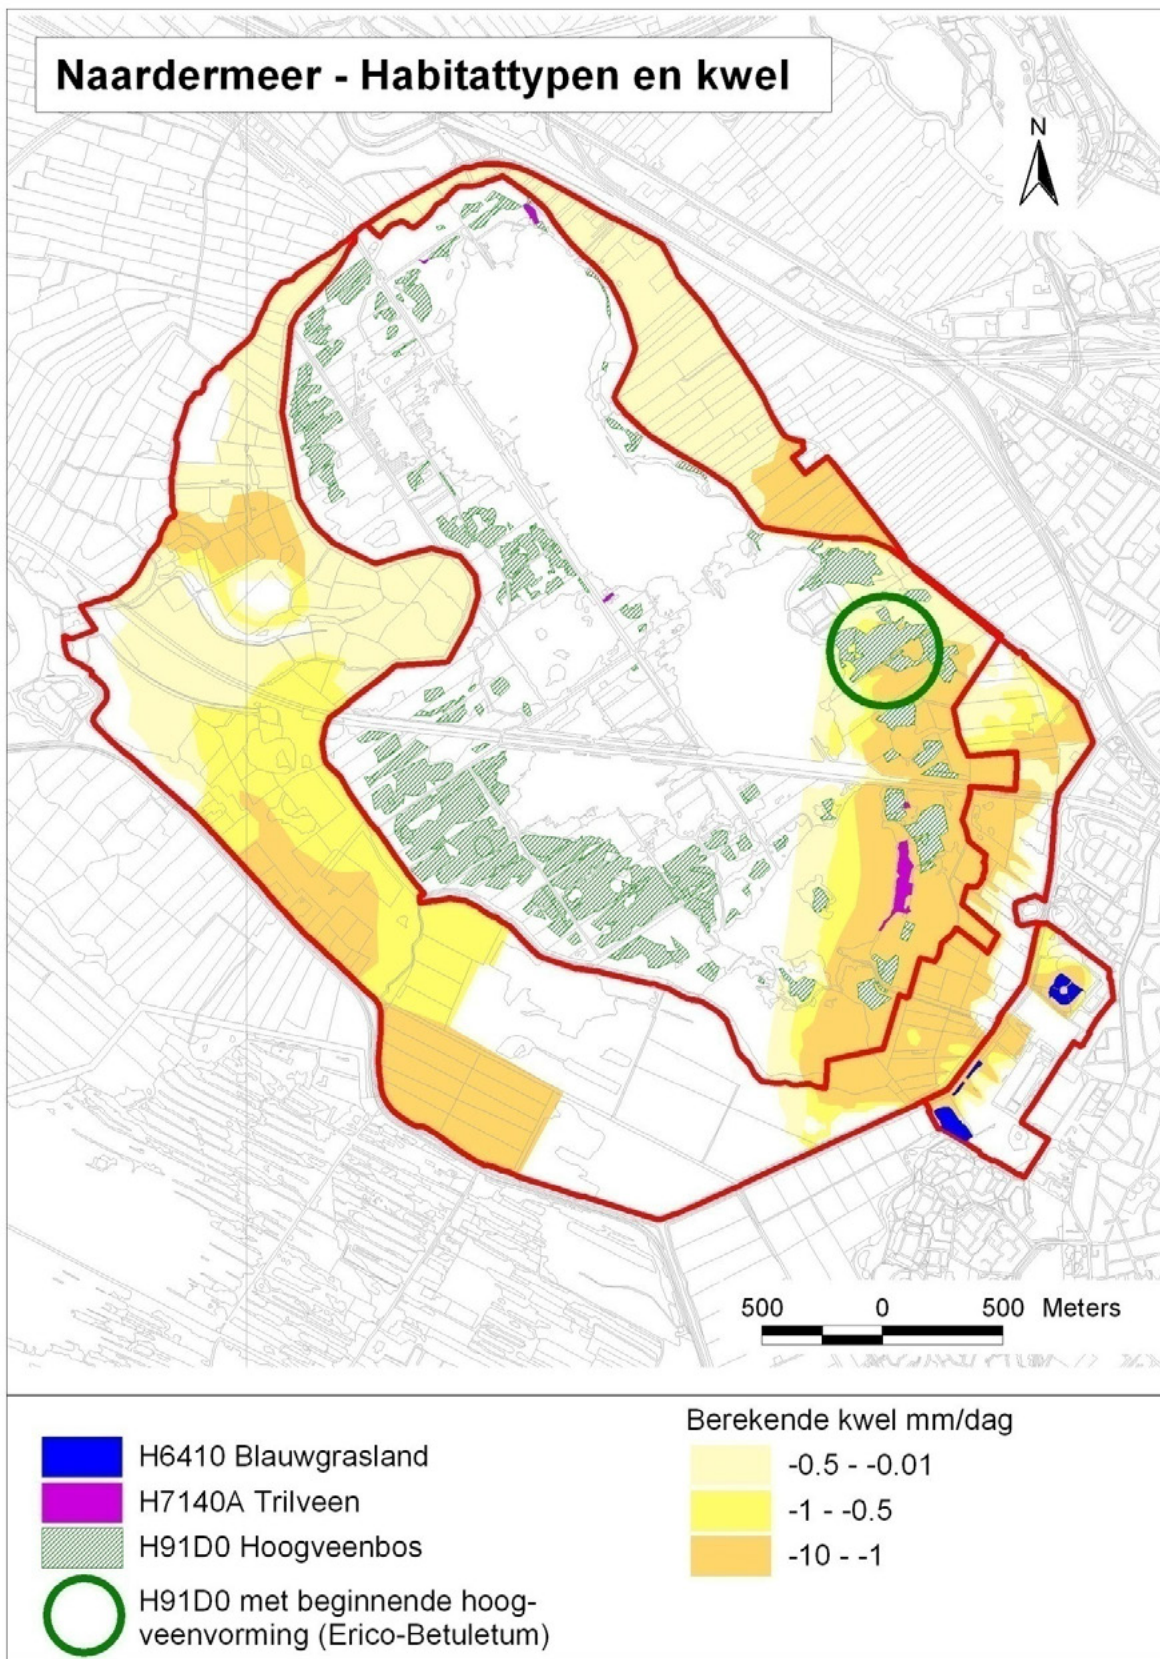 Naardermeer - Habitattypen en kwel
N
500 0 500 Meters
H6410 Blauwgrasland
H7140A Trilveen
H91D0 Hoogveenbos
H91D0 met beginnende hoog-
veenvorming (Erico-Betuletum)
Berekende kwel mm/dag
-0.5 - -0.01
-1 - -0.5
-10 - -1